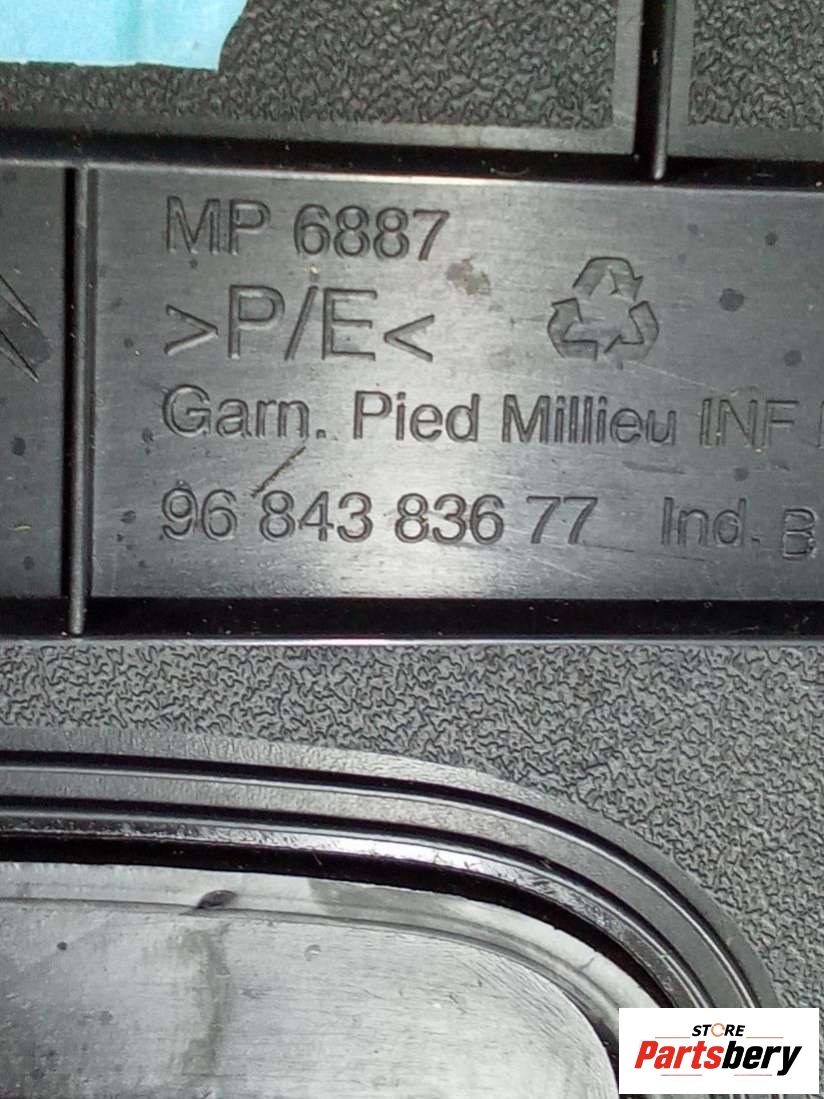 MP 6887
>P/E<
Garn. Pied Millieu INF
96 843 836 77 Ind. B
STORE
Partsbery